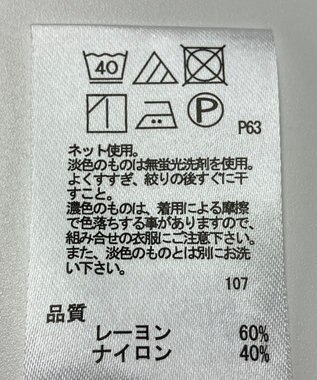 40
P
P63
ネット使用。
淡色のものは無蛍光洗剤を使用。
よくすすぎ、絞りの後すぐに干
すこと。
濃色のものは、着用による摩擦
で色落ちする事がありますので、
組み合せの衣服にご注意下さい。
また、淡色のものとは別にお洗
い下さい。
107
品質
レーヨン 60%
ナイロン 40%